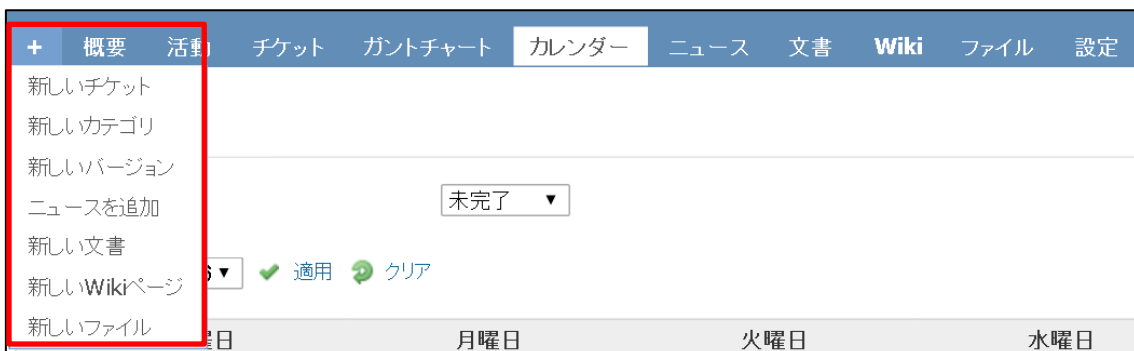 + 概要 活動 チケット ガントチャート カレンダー ニュース 文書 Wiki ファイル 設定
新しいチケット
新しいカテゴリ
新しいバージョン
ニュースを追加 未完了 ▼
新しい文書
新しいWikiページ ▼ 適用 クリア
新しいファイル 曜日 月曜日 火曜日 水曜日